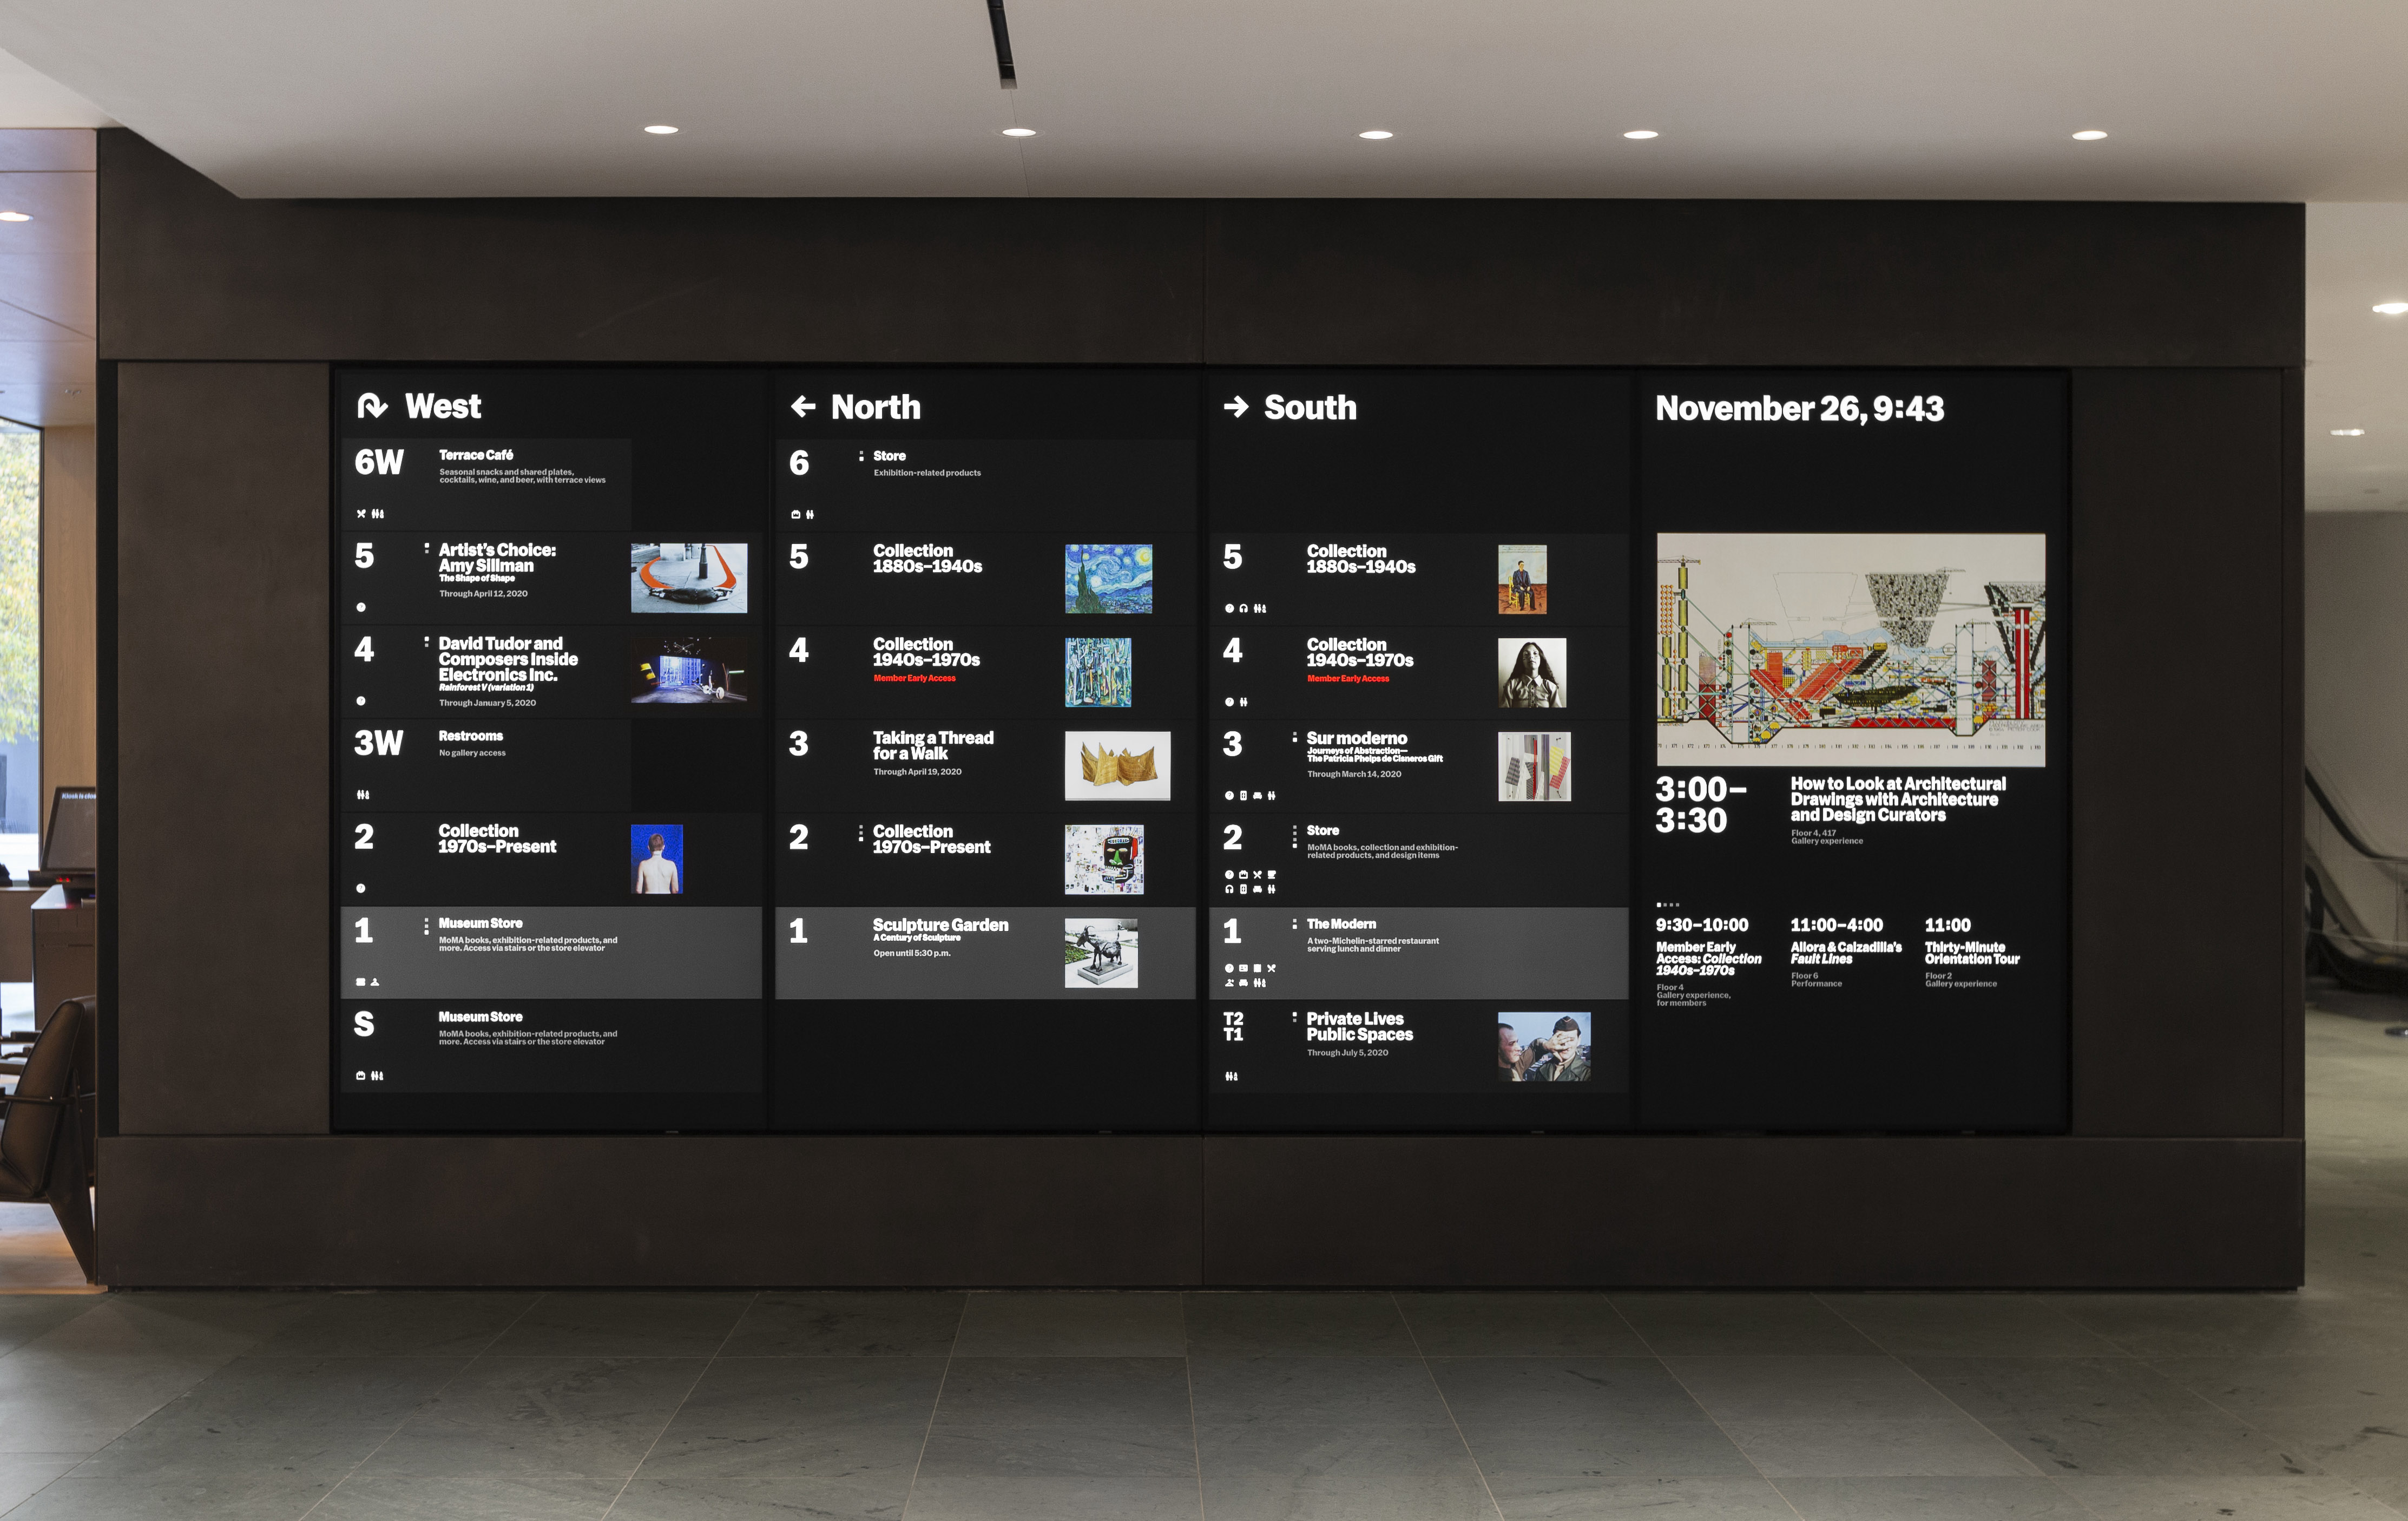 West
6W
Terrace Café
Seasonal snacks and shared plates,
cocktails, wine, and beer, with terrace views
5
Artist's Choice:
Amy Sillman
The Shape of Shape
Through April 12, 2020
4
David Tudor and
Composers Inside
Electronics Inc.
Rainforest V (variation 1)
Through January 5, 2020
3W
Restrooms
No gallery access
2
Collection
1970s–Present
1
Museum Store
MoMA books, exhibition-related products, and
more. Access via stairs or the store elevator
S
Museum Store
MoMA books, exhibition-related products, and
more. Access via stairs or the store elevator
North
6
Store
Exhibition-related products
5
Collection
1880s–1940s
4
Collection
1940s–1970s
Member Early Access
3
Taking a Thread
for a Walk
Through April 19, 2020
2
Collection
1970s–Present
1
Sculpture Garden
A Century of Sculpture
Open until 5:30 p.m.
South
5
Collection
1880s–1940s
4
Collection
1940s–1970s
Member Early Access
3
Sur moderno
Journeys of Abstraction—
The Patricia Phelps de Cisneros Gift
Through March 14, 2020
2
Store
MoMA books, collection and exhibition-
related products, and design items
1
The Modern
A two-Michelin-starred restaurant
serving lunch and dinner
T2
T1
Private Lives
Public Spaces
Through July 5, 2020
November 26, 9:43
3:00–
3:30
How to Look at Architectural
Drawings with Architecture
and Design Curators
Floor 4, 417
Gallery experience
9:30–10:00
Member Early
Access: Collection
1940s–1970s
Floor 4
Gallery experience,
for members
11:00–4:00
Allora & Calzadilla's
Fault Lines
Floor 6
Performance
11:00
Thirty-Minute
Orientation Tour
Floor 2
Gallery experience